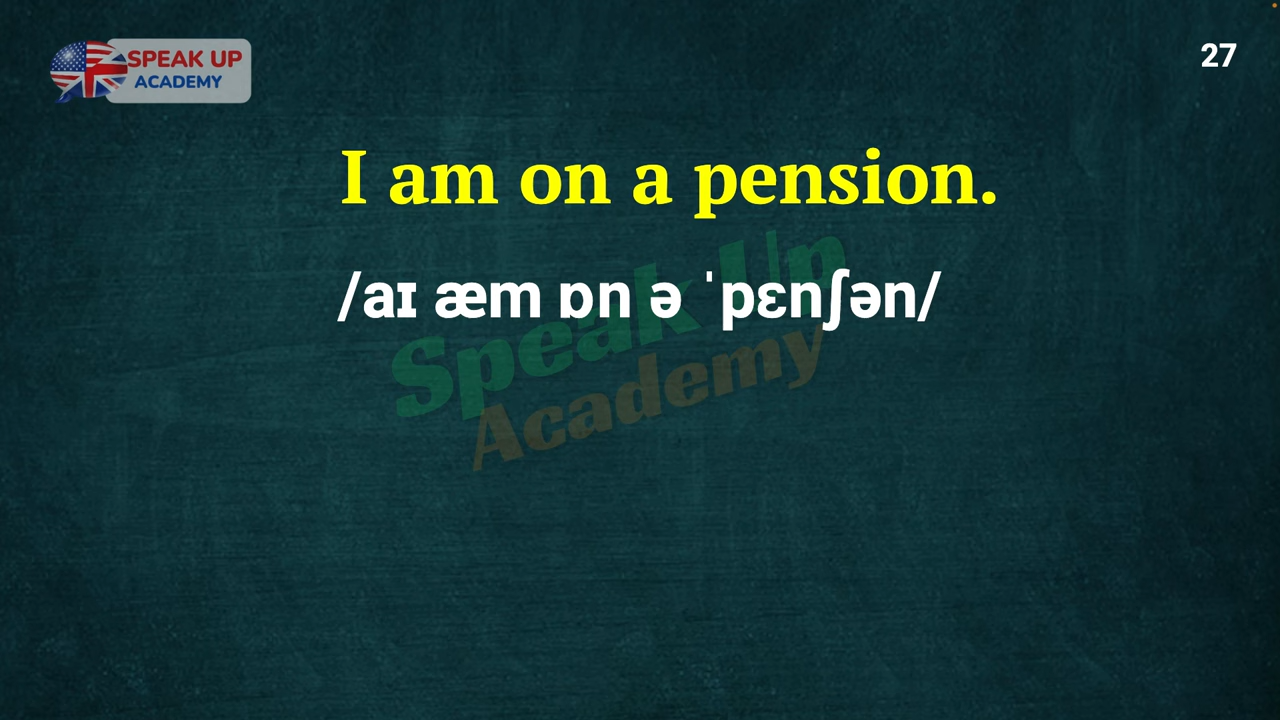 SPEAK UP
ACADEMY
27
I am on a pension.
/aɪ æm ɒn ə ˈpɛnʃən/
Speak Up
Academy